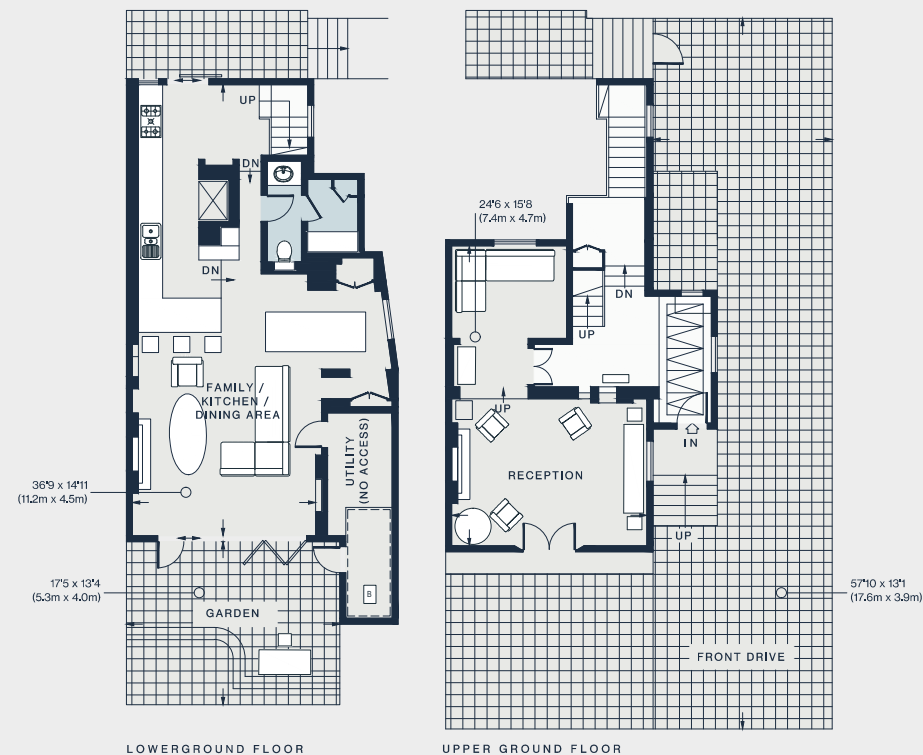 UP
DN
DN
FAMILY /
KITCHEN /
DINING AREA
UTILITY
(NO ACCESS)
36'9 x 14'11
(11.2m x 4.5m)
17'5 x 13'4
(5.3m x 4.0m)
GARDEN
B
LOWERGROUND FLOOR
24'6 x 15'8
(7.4m x 4.7m)
DN
UP
UP
IN
RECEPTION
UP
57'10 x 13'1
(17.6m x 3.9m)
FRONT DRIVE
UPPER GROUND FLOOR